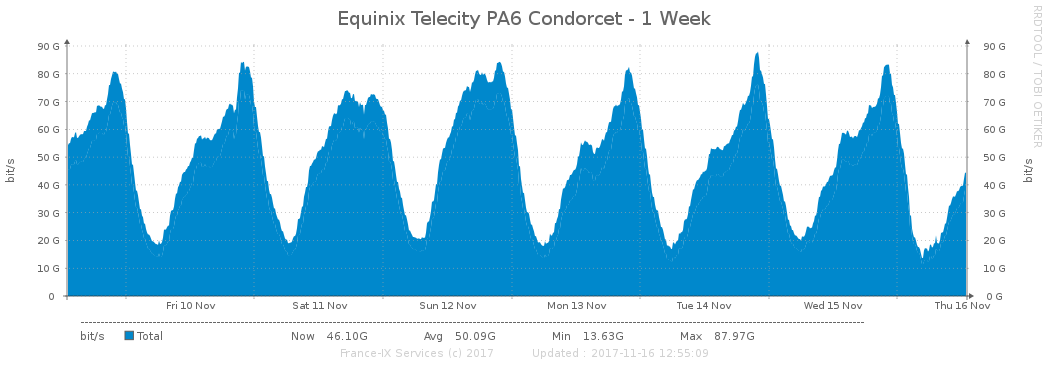 Equinix Telecity PA6 Condorcet - 1 Week
RRDTOOL / TOBI OETIKER
90 G 90 G
80 G 80 G
70 G 70 G
60 G 60 G
50 G 50 G
40 G 40 G
30 G 30 G
20 G 20 G
10 G 10 G
0 0 G
bit/s bit/s
Fri 10 Nov Sat 11 Nov Sun 12 Nov Mon 13 Nov Tue 14 Nov Wed 15 Nov Thu 16 Nov
bit/s Total Now 46.10G Avg 50.09G Min 13.63G Max 87.97G
France-IX Services (c) 2017 Updated : 2017-11-16 12:55:09